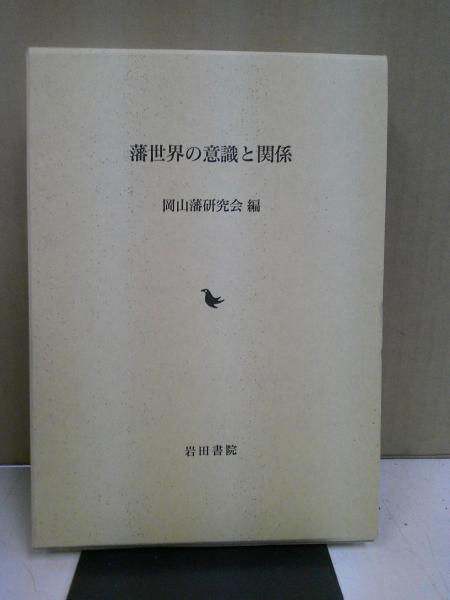 藩世界の意識と関係
岡山藩研究会 編
岩田書院